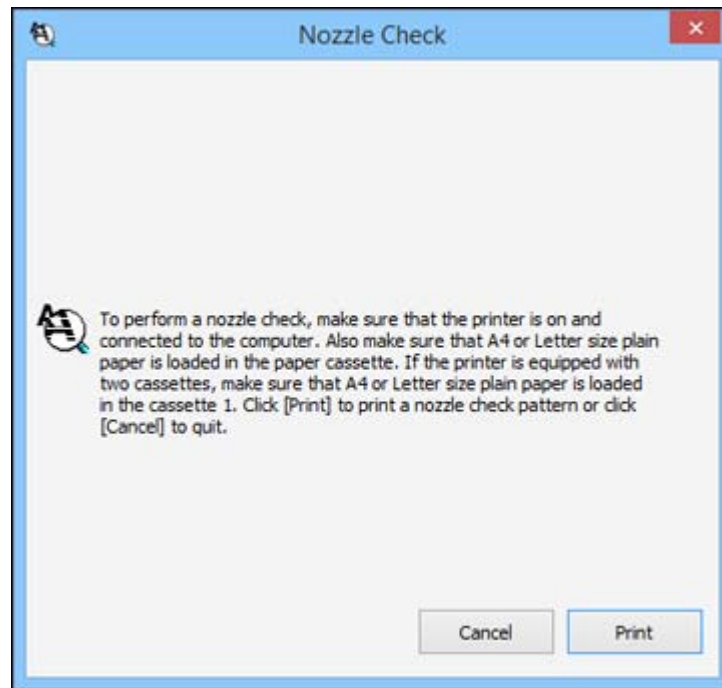 Nozzle Check
To perform a nozzle check, make sure that the printer is on and
connected to the computer. Also make sure that A4 or Letter size plain
paper is loaded in the paper cassette. If the printer is equipped with
two cassettes, make sure that A4 or Letter size plain paper is loaded
in the cassette 1. Click [Print] to print a nozzle check pattern or click
[Cancel] to quit.
Cancel Print